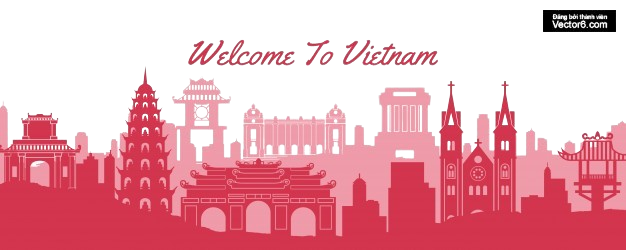 Đăng bởi thành viên
Vector6.com
Welcome To Vietnam